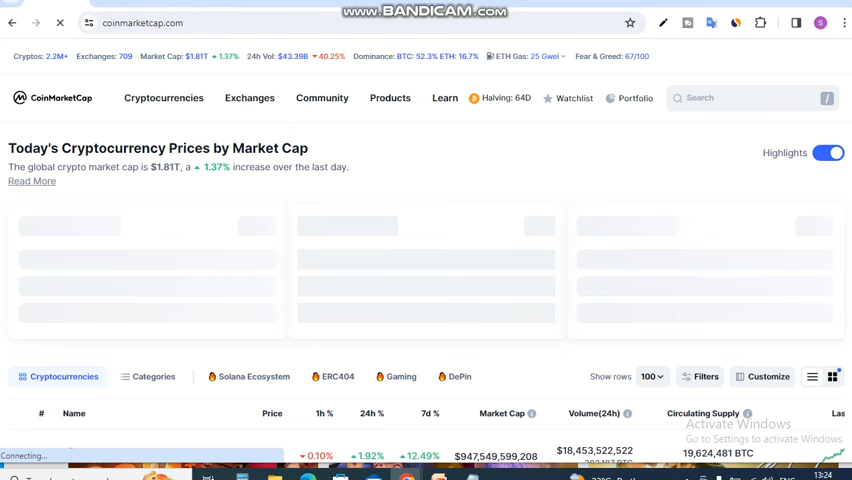 www.BANDICAM.com
coinmarketcap.com
S
Cryptos: 2.2M+ Exchanges: 709 Market Cap: $1.81T 1.37% 24h Vol: $43.39B 40.25% Dominance: BTC: 52.3% ETH: 16.7% ETH Gas: 25 Gwei Fear & Greed: 67/100
CoinMarketCap Cryptocurrencies Exchanges Community Products Learn Halving: 64D Watchlist Portfolio Search /
Today's Cryptocurrency Prices by Market Cap
Highlights
The global crypto market cap is $1.81T, a 1.37% increase over the last day.
Read More
Cryptocurrencies Categories Solana Ecosystem ERC404 Gaming DePin Show rows 100 Filters Customize
# Name Price 1h % 24h % 7d % Market Cap Volume(24h) Circulating Supply Las
Activate Windows
Go to Settings to activate Windows.
Connecting...
0.10% 1.92% 12.49% $947,549,599,208 $18,453,522,522 19,624,481 BTC
ENG 13:24